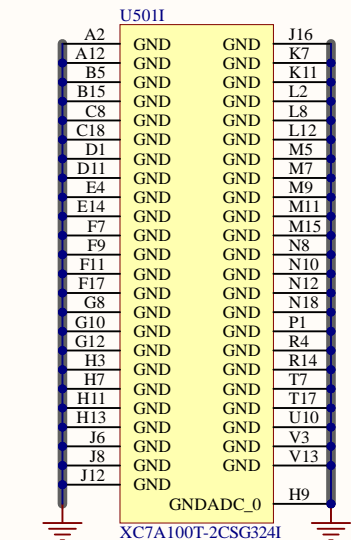 U501I
A2 GND GND J16
A12 GND GND K7
B5 GND GND K11
B15 GND GND L2
C8 GND GND L8
C18 GND GND L12
D1 GND GND M5
D11 GND GND M7
E4 GND GND M9
E14 GND GND M11
F7 GND GND M15
F9 GND GND N8
F11 GND GND N10
F17 GND GND N12
G8 GND GND N18
G10 GND GND P1
G12 GND GND R4
H3 GND GND R14
H7 GND GND T7
H11 GND GND T17
H13 GND GND U10
J6 GND GND V3
J8 GND GND V13
J12 GND
GNDADC_0 H9
XC7A100T-2CSG324I